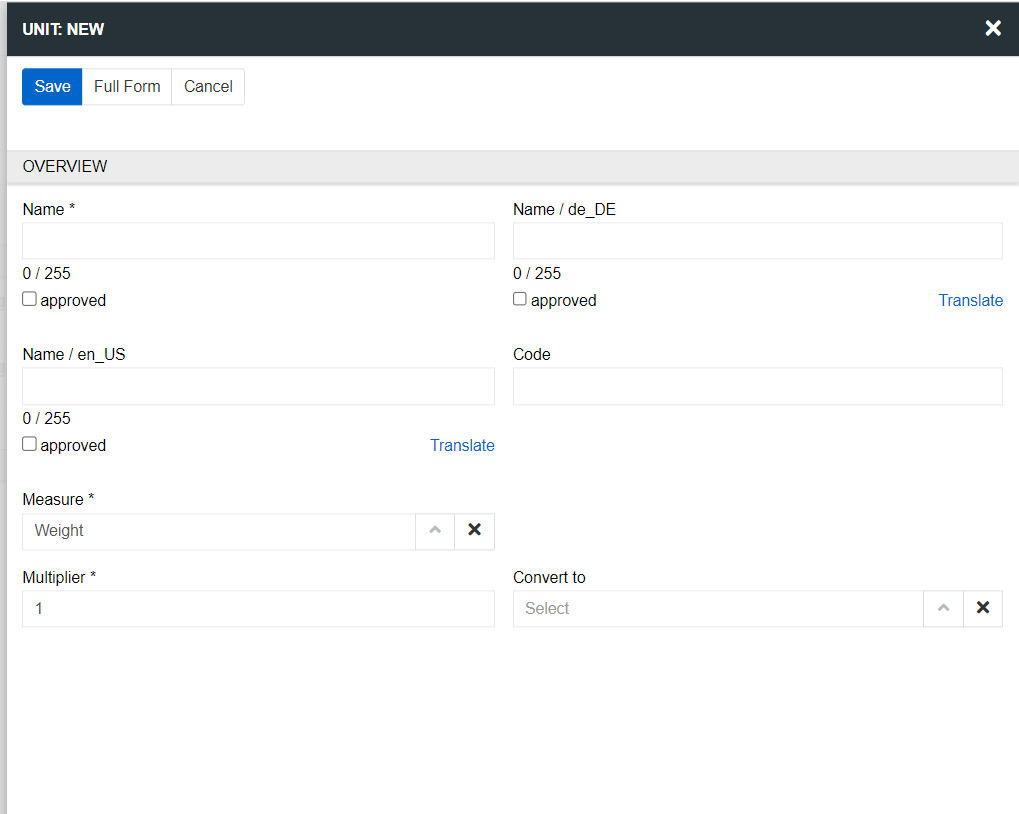 UNIT: NEW
Save Full Form Cancel
OVERVIEW
Name * Name / de_DE
0 / 255 0 / 255
approved approved Translate
Name / en_US Code
0 / 255
approved Translate
Measure *
Weight
Multiplier * Convert to
1 Select